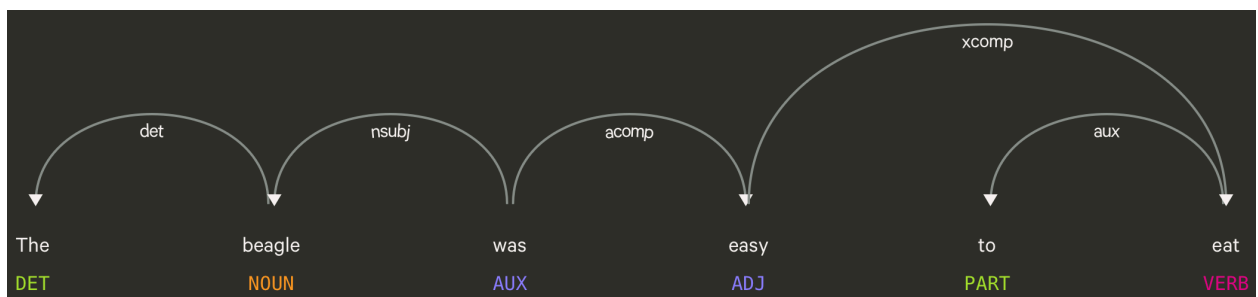 xcomp
det nsubj acomp aux
The beagle was easy to eat
DET NOUN AUX ADJ PART VERB